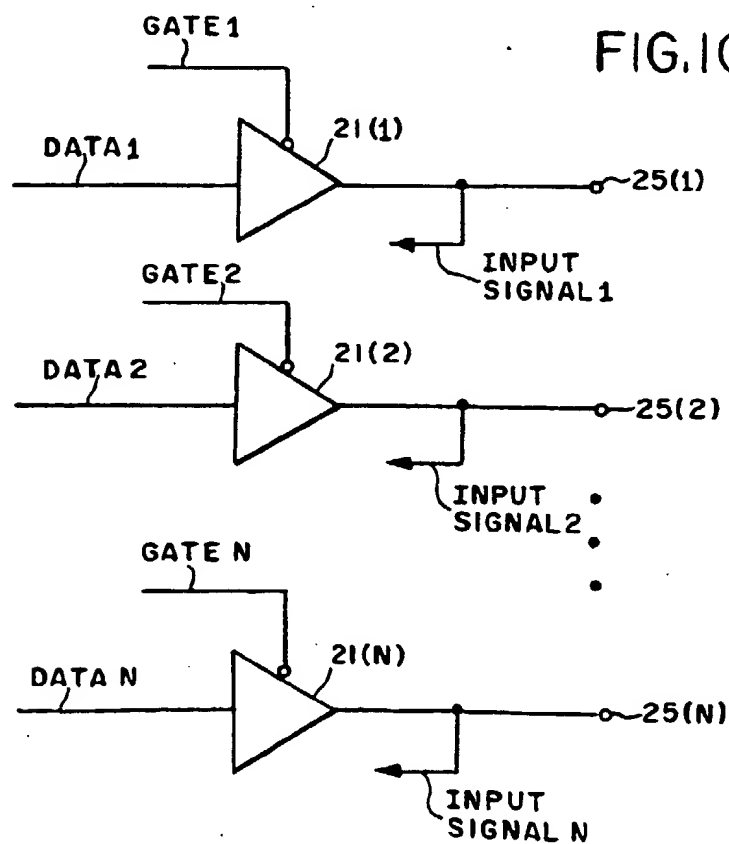 GATE1
FIG.10
21(1)
DATA1
25(1)
INPUT
SIGNAL1
GATE2
21(2)
DATA2
25(2)
INPUT
SIGNAL2
GATE N
21(N)
DATA N
25(N)
INPUT
SIGNAL N